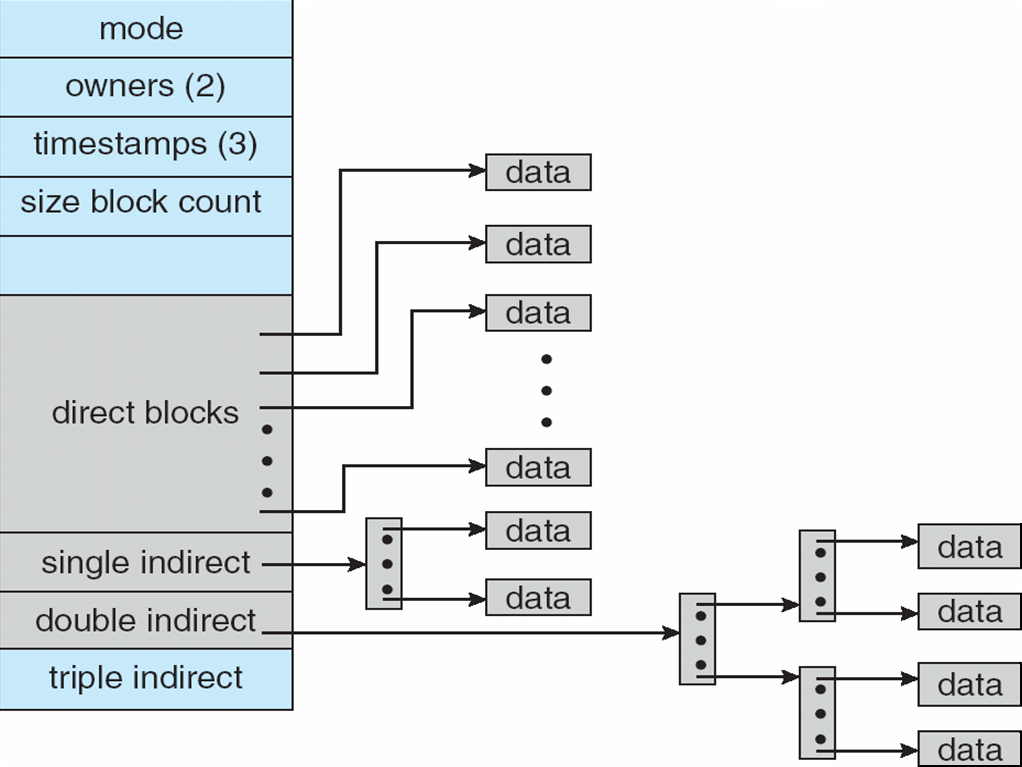 mode
owners (2)
timestamps (3)
size block count
direct blocks
single indirect
double indirect
triple indirect
data
data
data
data
data
data
data
data
data
data